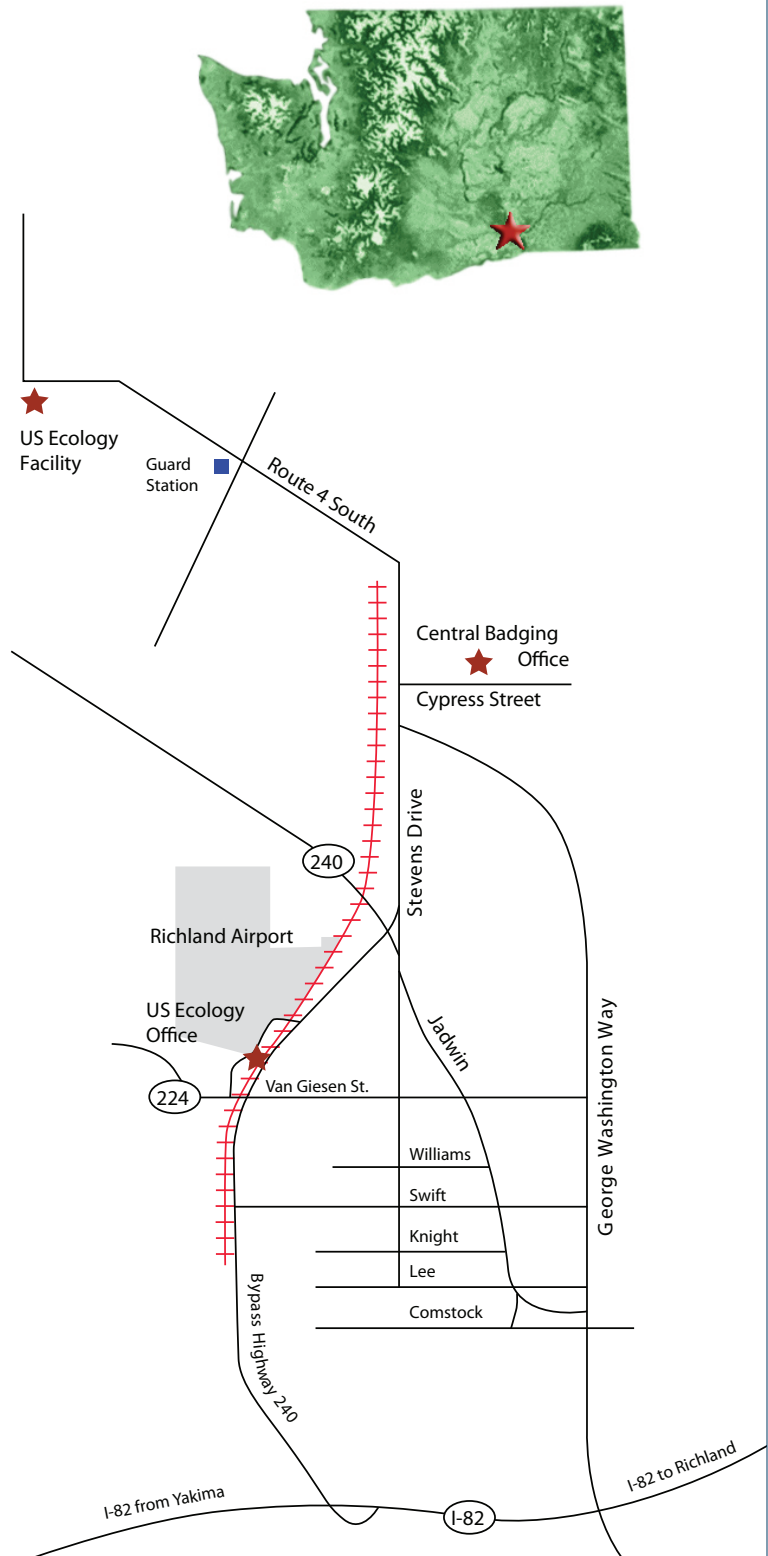 US Ecology
Facility
Guard
Station
Route 4 South
Central Badging
Office
Cypress Street
Stevens Drive
240
Richland Airport
US Ecology
Office
Jadwin
George Washington Way
Van Giesen St.
224
Williams
Swift
Knight
Lee
Comstock
Bypass Highway 240
I-82 from Yakima
I-82
I-82 to Richland